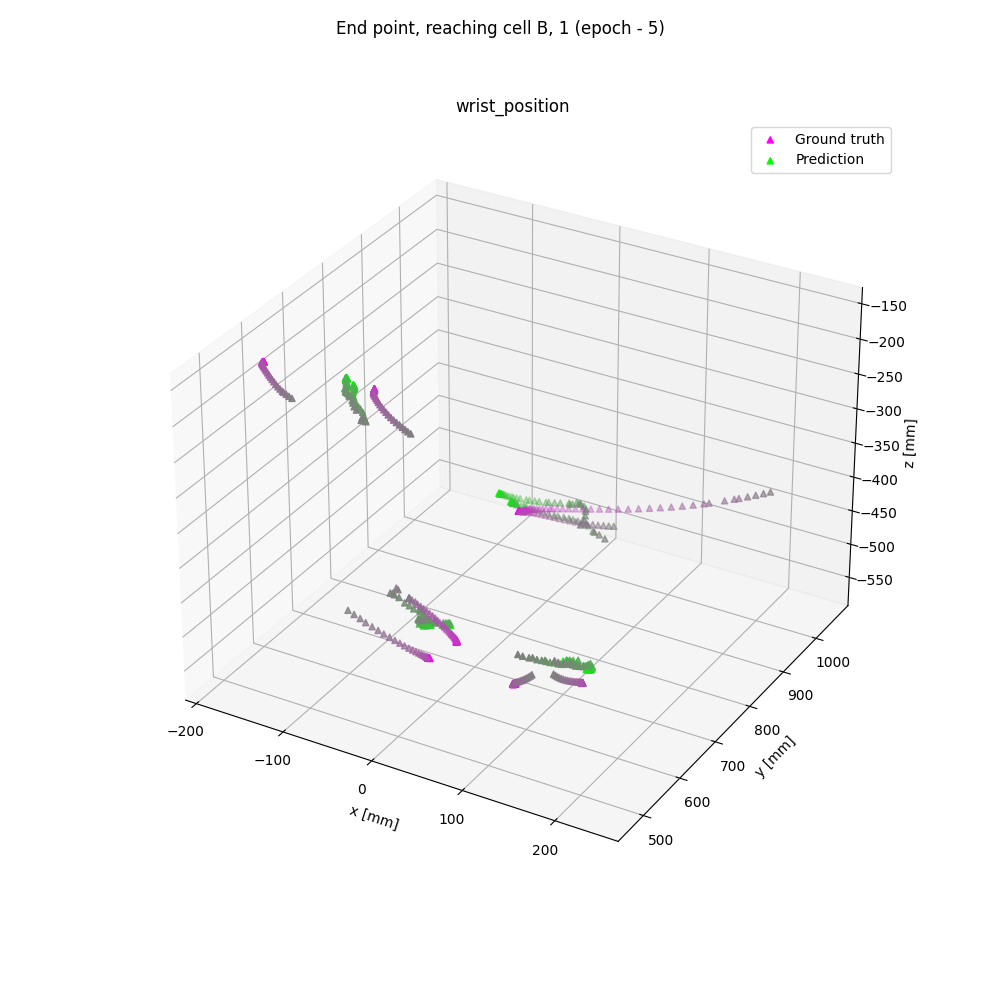 End point, reaching cell B, 1 (epoch - 5)
wrist_position
Ground truth
Prediction
−150
−200
−250
−300
−350
−400
−450
−500
−550
z [mm]
1000
900
800
700
600
500
y [mm]
−200
−100
0
100
200
x [mm]